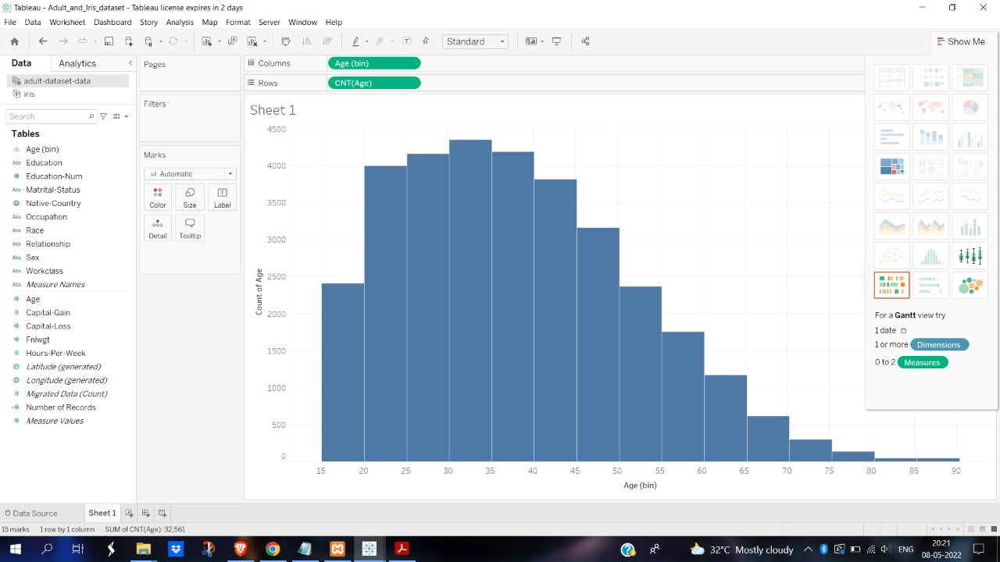 Tableau - Adult_and_Iris_dataset - Tableau license expires in 2 days
File Data Worksheet Dashboard Story Analysis Map Format Server Window Help
Standard
Show Me
Data Analytics
adult-dataset-data
iris
Search
Tables
Age (bin)
Abc Education
Education-Num
Abc Matrital-Status
Native-Country
Abc Occupation
Abc Race
Abc Relationship
Abc Sex
Abc Workclass
Abc Measure Names
# Age
# Capital-Gain
# Capital-Loss
# Fnlwgt
# Hours-Per-Week
Latitude (generated)
Longitude (generated)
# Migrated Data (Count)
=# Number of Records
# Measure Values
Pages
Filters
Marks
Automatic
Color Size Label
Detail Tooltip
Columns Age (bin)
Rows CNT(Age)
Sheet 1
4500
4000
3500
3000
2500
2000
1500
1000
500
0
Count of Age
15 20 25 30 35 40 45 50 55 60 65 70 75 80 85 90
Age (bin)
For a Gantt view try
1 date
1 or more Dimensions
0 to 2 Measures
Data Source Sheet 1
15 marks 1 row by 1 column SUM of CNT(Age): 32.561
32°C Mostly cloudy
ENG
20:21
08-05-2022